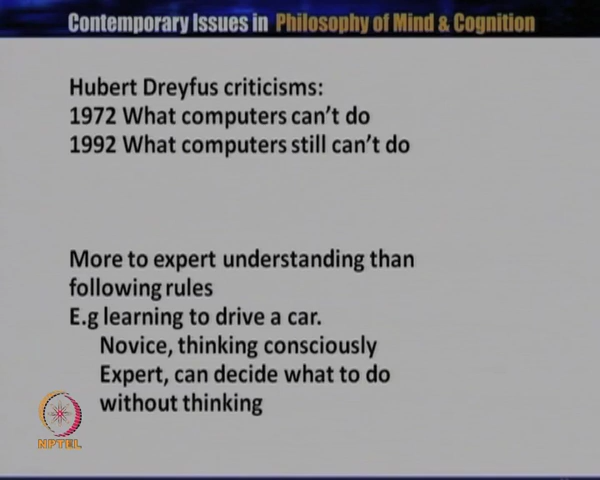 Contemporary Issues in Philosophy of Mind & Cognition
Hubert Dreyfus criticisms:
1972 What computers can't do
1992 What computers still can't do
More to expert understanding than
following rules
E.g learning to drive a car.
Novice, thinking consciously
Expert, can decide what to do
without thinking
NPTEL